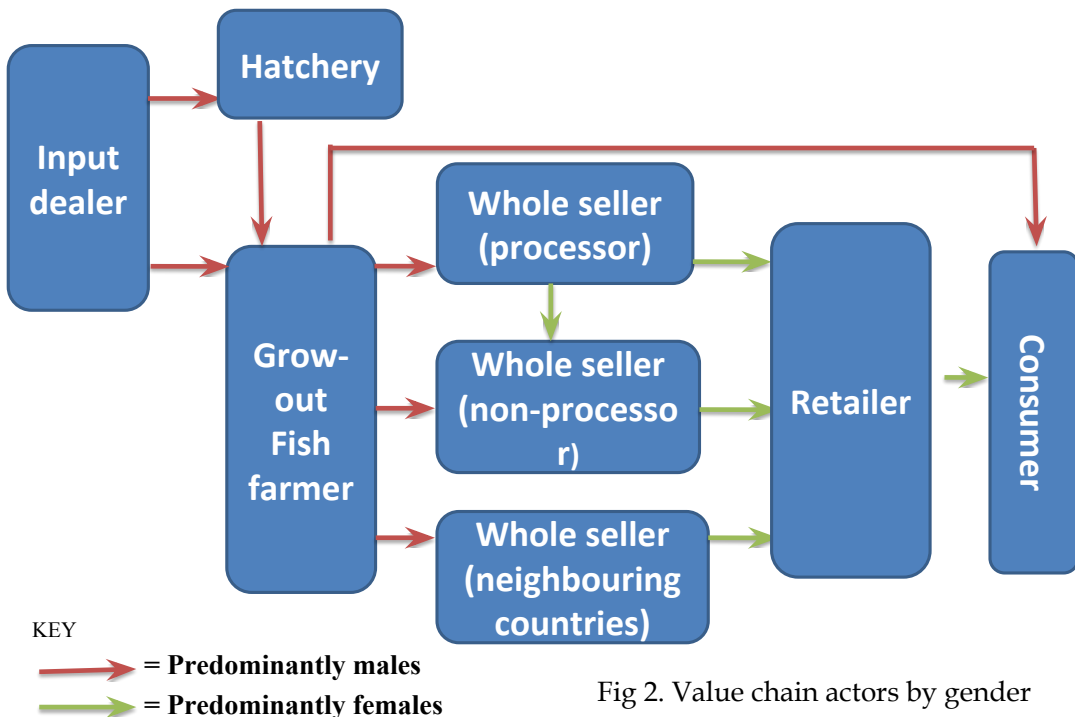 Hatchery
Input
dealer
Grow-
out
Fish
farmer
Whole seller
(processor)
Whole seller
(non-processo
r)
Whole seller
(neighbouring
countries)
Retailer
Consumer
KEY
= Predominantly males
= Predominantly females
Fig 2. Value chain actors by gender